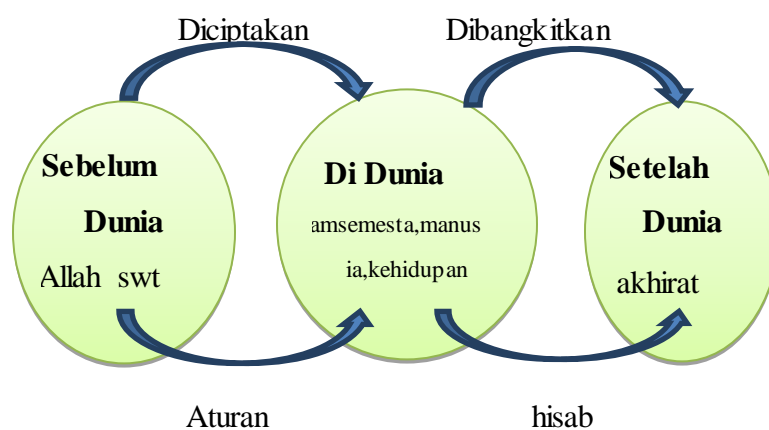 Diciptakan
Dibangkitkan
Sebelum
Dunia
Allah swt
Di Dunia
amsemesta,manus
ia,kehidupan
Setelah
Dunia
akhirat
Aturan
hisab